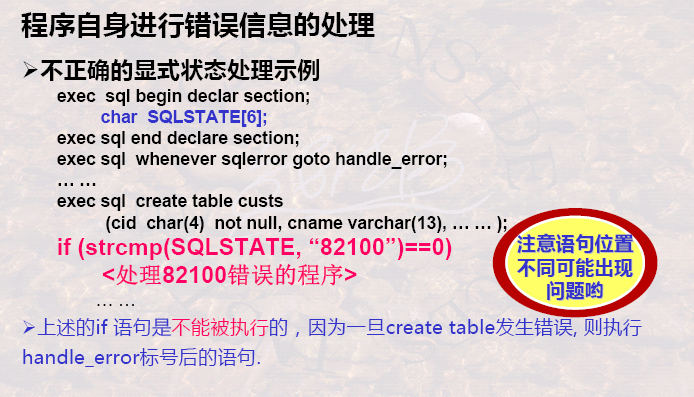 程序自身进行错误信息的处理
➢不正确的显式状态处理示例
exec sql begin declar section;
char SQLSTATE[6];
exec sql end declare section;
exec sql whenever sqlerror goto handle_error;
… …
exec sql create table custs
(cid char(4) not null, cname varchar(13), … … );
if (strcmp(SQLSTATE, “82100”)==0)
<处理82100错误的程序>
… …
注意语句位置
不同可能出现
问题哟
➢上述的if 语句是不能被执行的，因为一旦create table发生错误, 则执行
handle_error标号后的语句.